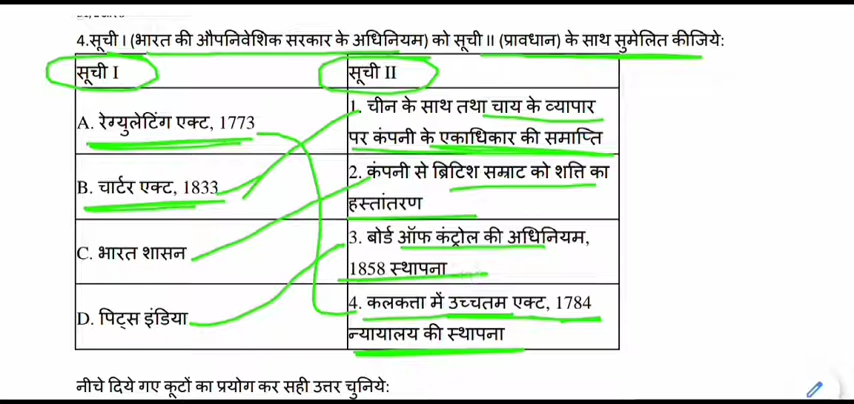 4.सूची I (भारत की औपनिवेशिक सरकार के अधिनियम) को सूची II (प्रावधान) के साथ सुमेलित कीजिये:
सूची I
सूची II
A. रेग्युलेटिंग एक्ट, 1773
1. चीन के साथ तथा चाय के व्यापार
पर कंपनी के एकाधिकार की समाप्ति
B. चार्टर एक्ट, 1833
2. कंपनी से ब्रिटिश सम्राट को शक्ति का
हस्तांतरण
C. भारत शासन
3. बोर्ड ऑफ कंट्रोल की अधिनियम,
1858 स्थापना
D. पिट्स इंडिया
4. कलकत्ता में उच्चतम एक्ट, 1784
न्यायालय की स्थापना
नीचे दिये गए कूटों का प्रयोग कर सही उत्तर चुनिये: